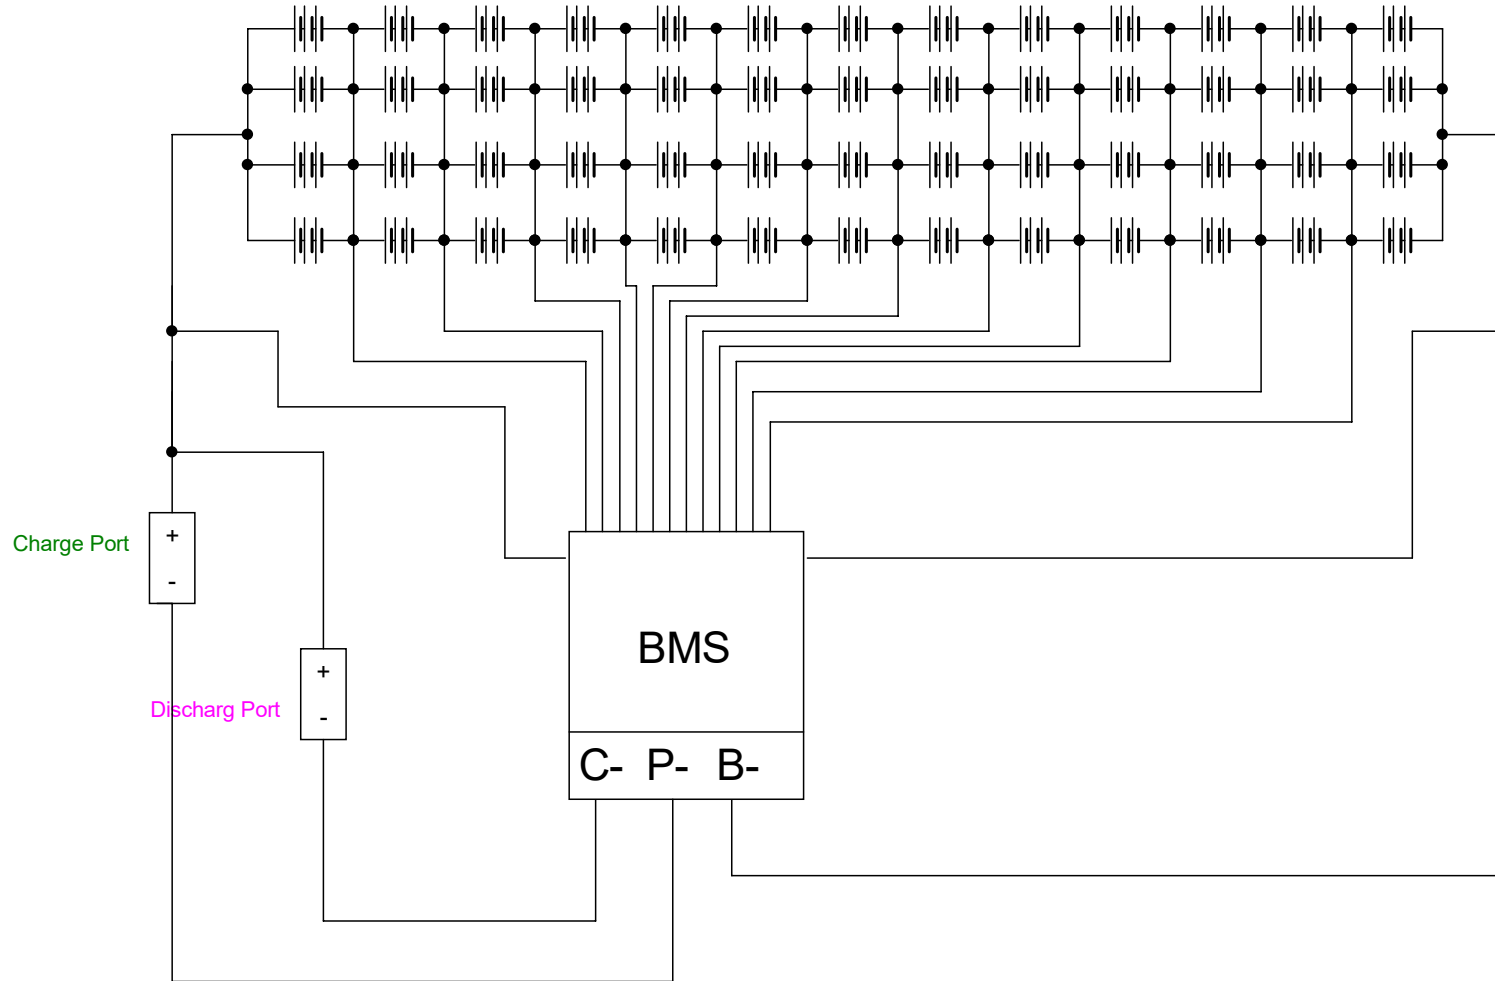 +
Charge Port
-
BMS
+
Discharg Port
-
C- P- B-